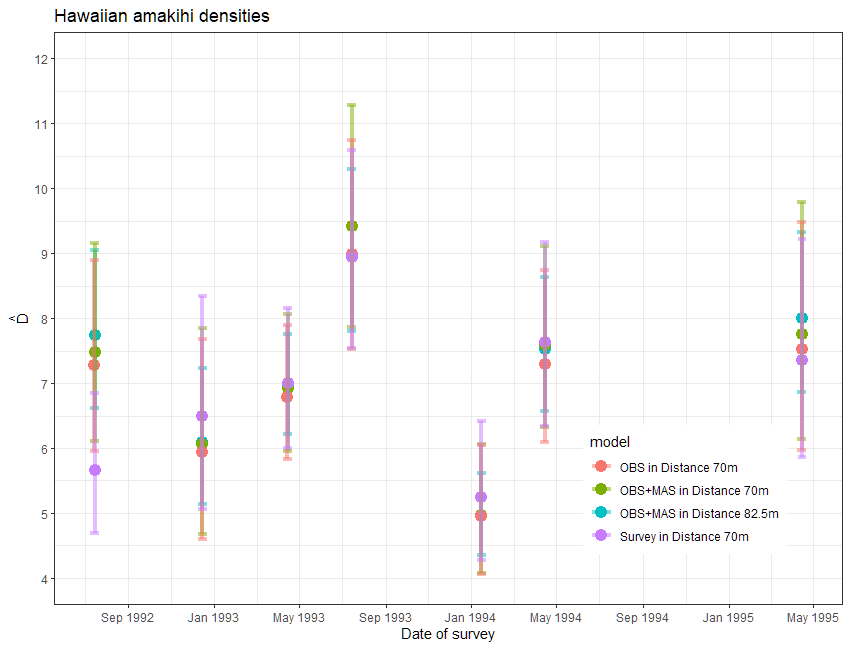 Hawaiian amakihi densities
12
11
10
9
8
7
6
5
4
D̂
model
OBS in Distance 70m
OBS+MAS in Distance 70m
OBS+MAS in Distance 82.5m
Survey in Distance 70m
Sep 1992 Jan 1993 May 1993 Sep 1993 Jan 1994 May 1994 Sep 1994 Jan 1995 May 1995
Date of survey